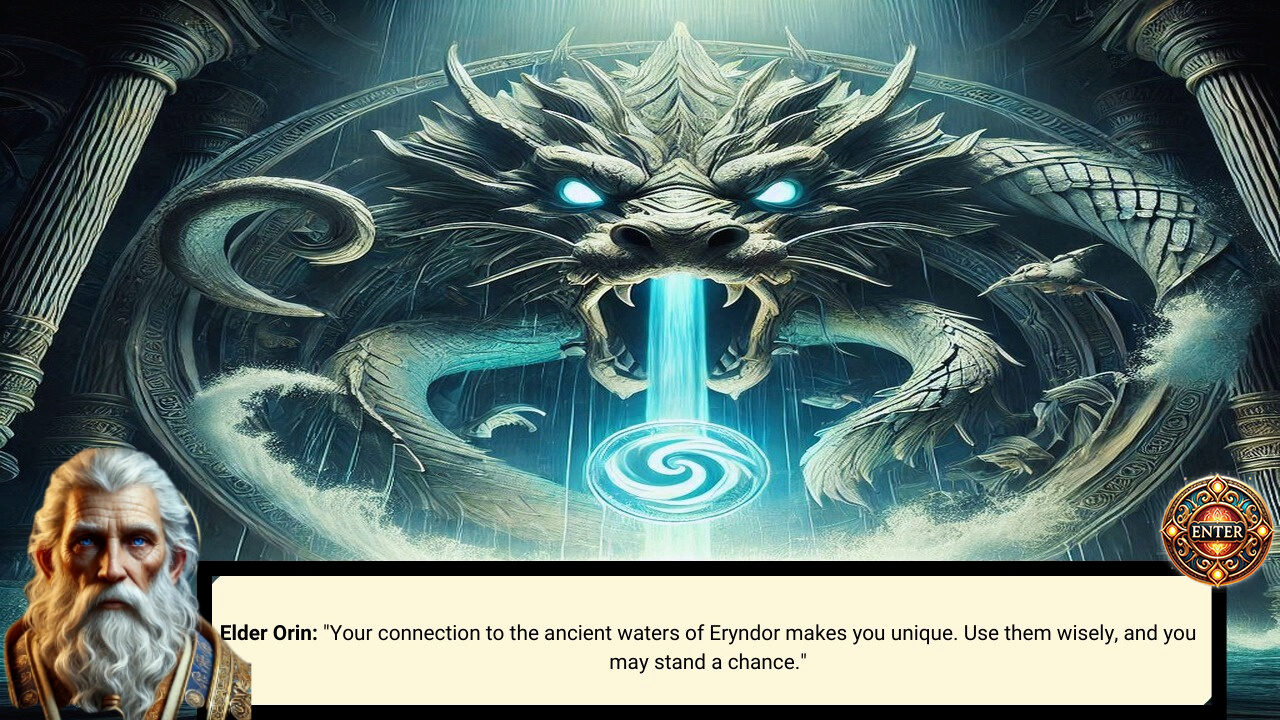 ENTER
Elder Orin: "Your connection to the ancient waters of Eryndor makes you unique. Use them wisely, and you
may stand a chance."